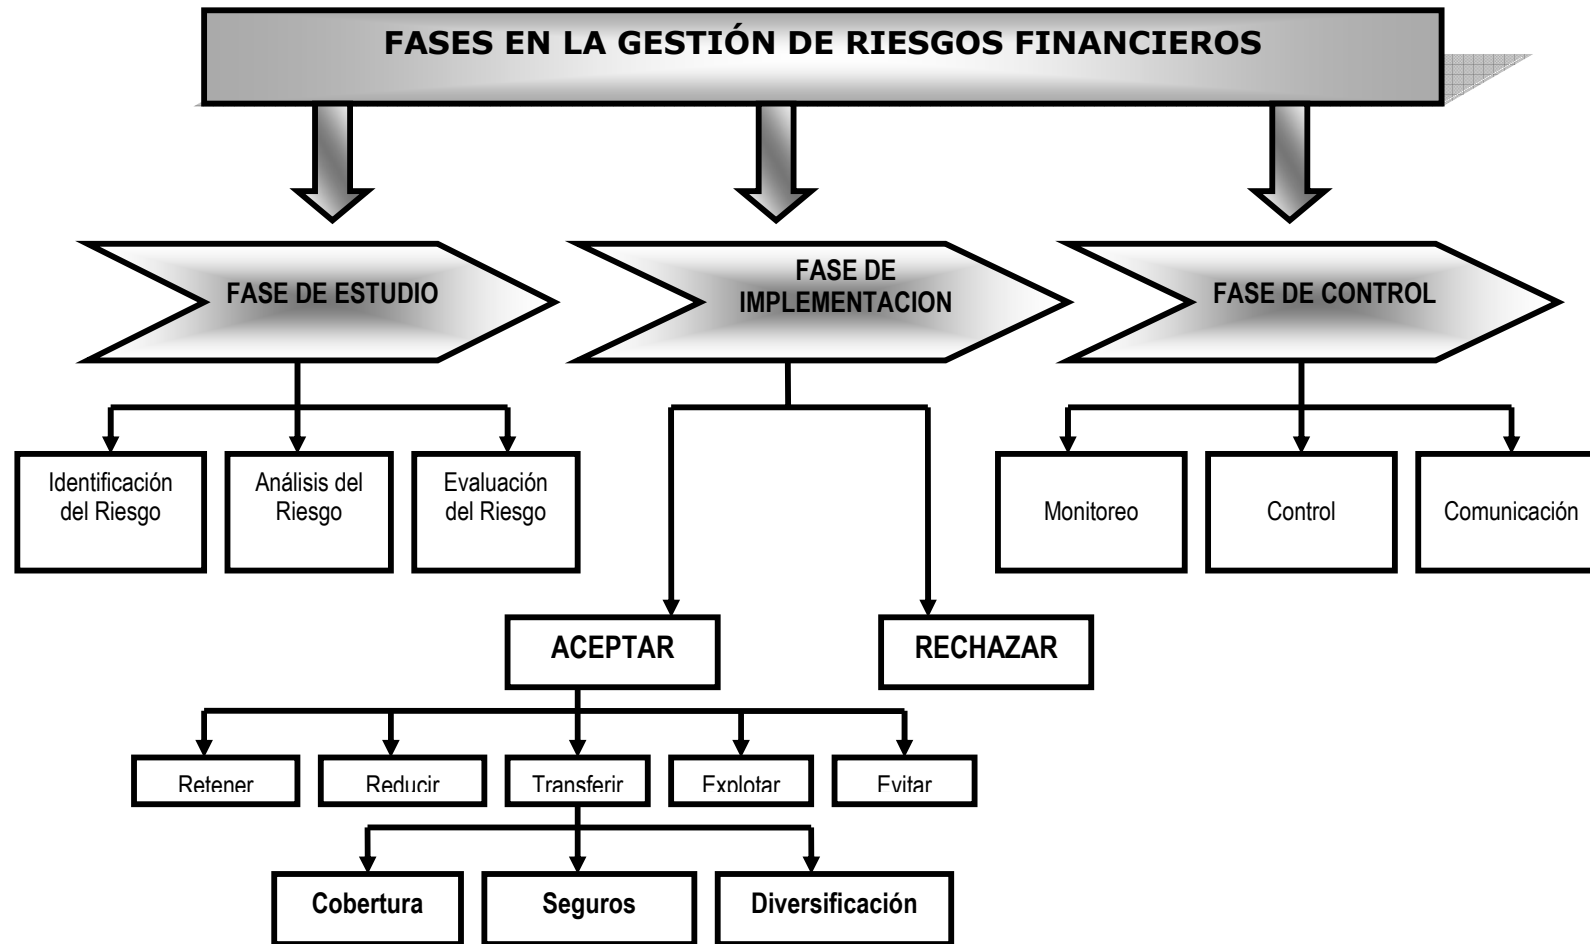 FASES EN LA GESTIÓN DE RIESGOS FINANCIEROS
FASE DE ESTUDIO
FASE DE
IMPLEMENTACION
FASE DE CONTROL
Identificación
del Riesgo
Análisis del
Riesgo
Evaluación
del Riesgo
Monitoreo
Control
Comunicación
ACEPTAR
RECHAZAR
Retener
Reducir
Transferir
Explotar
Evitar
Cobertura
Seguros
Diversificación